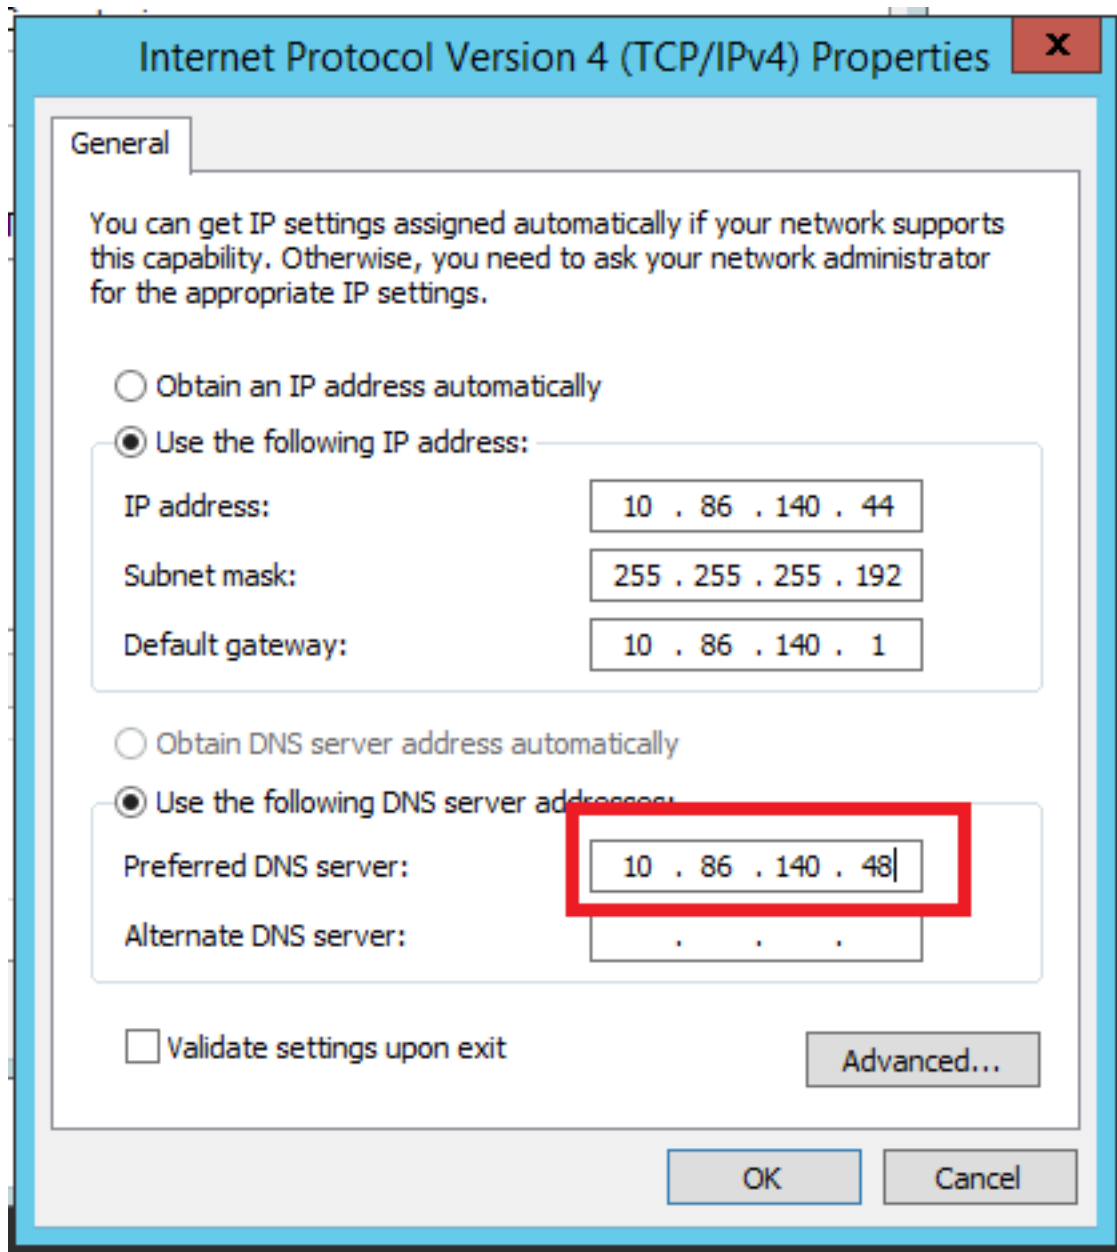 Internet Protocol Version 4 (TCP/IPv4) Properties
X
General
You can get IP settings assigned automatically if your network supports
this capability. Otherwise, you need to ask your network administrator
for the appropriate IP settings.
Obtain an IP address automatically
Use the following IP address:
IP address: 10 . 86 . 140 . 44
Subnet mask: 255 . 255 . 255 . 192
Default gateway: 10 . 86 . 140 . 1
Obtain DNS server address automatically
Use the following DNS server addresses:
Preferred DNS server: 10 . 86 . 140 . 48
Alternate DNS server: . . .
Validate settings upon exit
Advanced...
OK Cancel